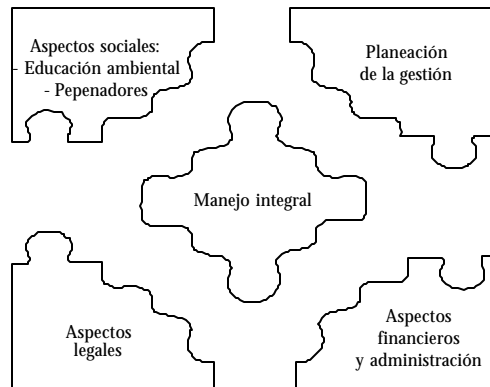 Aspectos sociales:
- Educación ambiental
- Pepenadores
Planeación
de la gestión
Manejo integral
Aspectos
legales
Aspectos
financieros
y administración